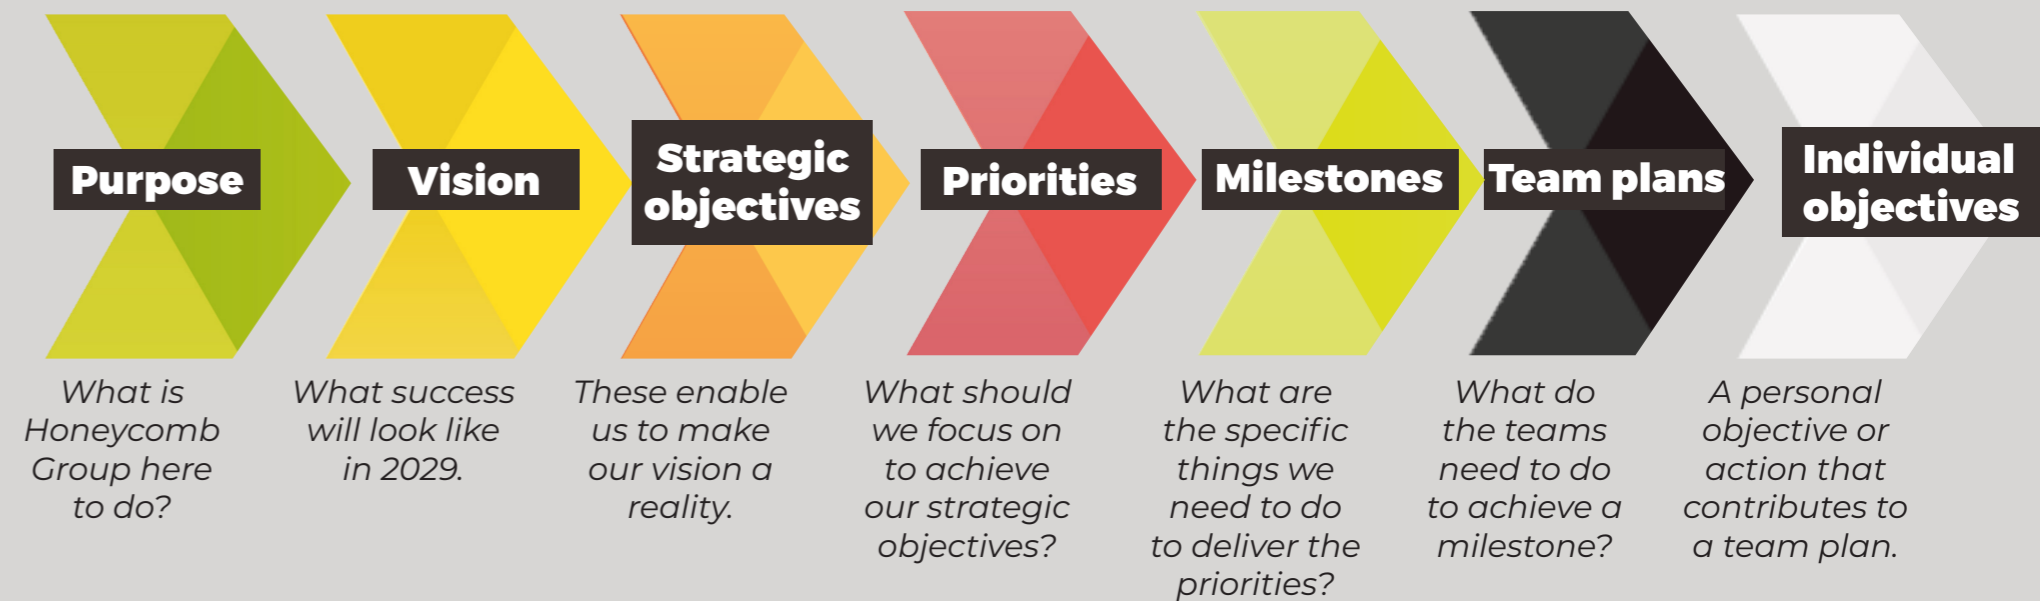 Purpose
What is
Honeycomb
Group here
to do?
Vision
What success
will look like
in 2029.
Strategic
objectives
These enable
us to make
our vision a
reality.
Priorities
What should
we focus on
to achieve
our strategic
objectives?
Milestones
What are
the specific
things we
need to do
to deliver the
priorities?
Team plans
What do
the teams
need to do
to achieve a
milestone?
Individual
objectives
A personal
objective or
action that
contributes to
a team plan.